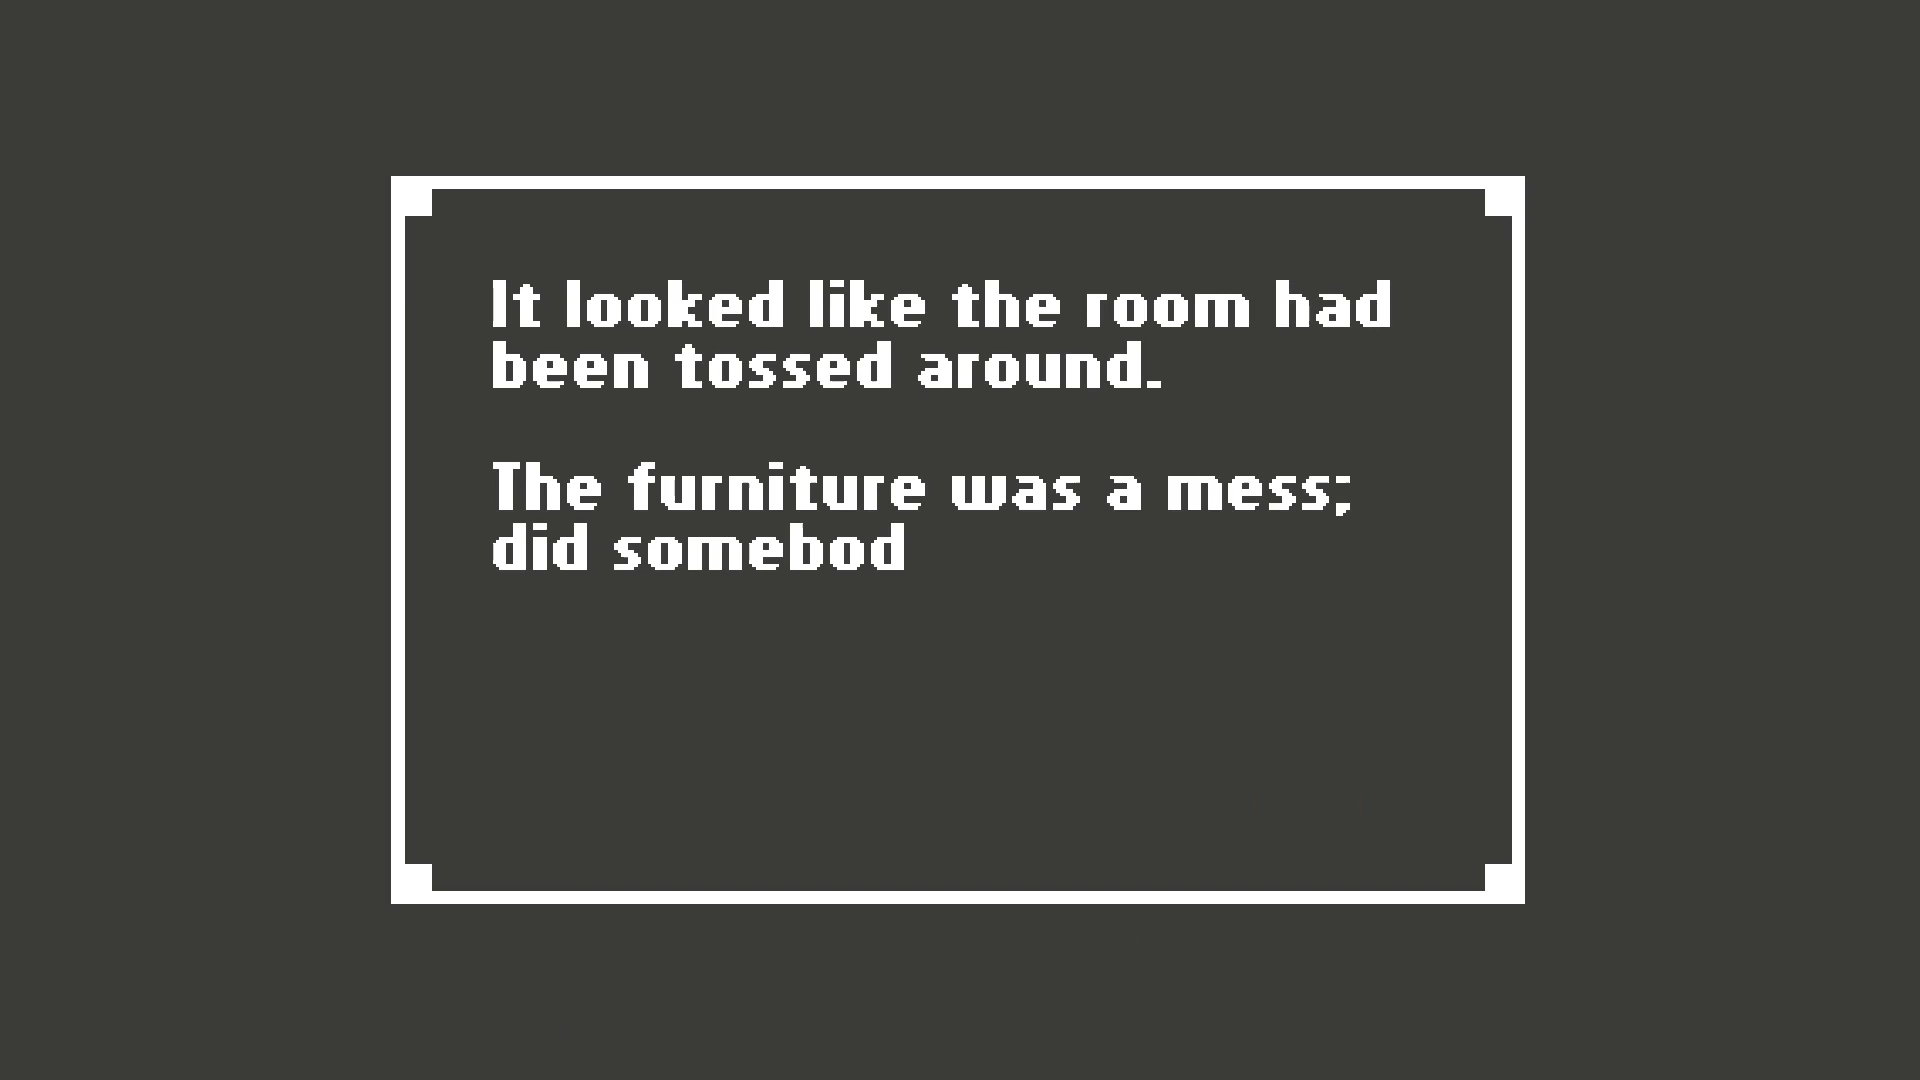 It looked like the room had
been tossed around.
The furniture was a mess;
did somebod